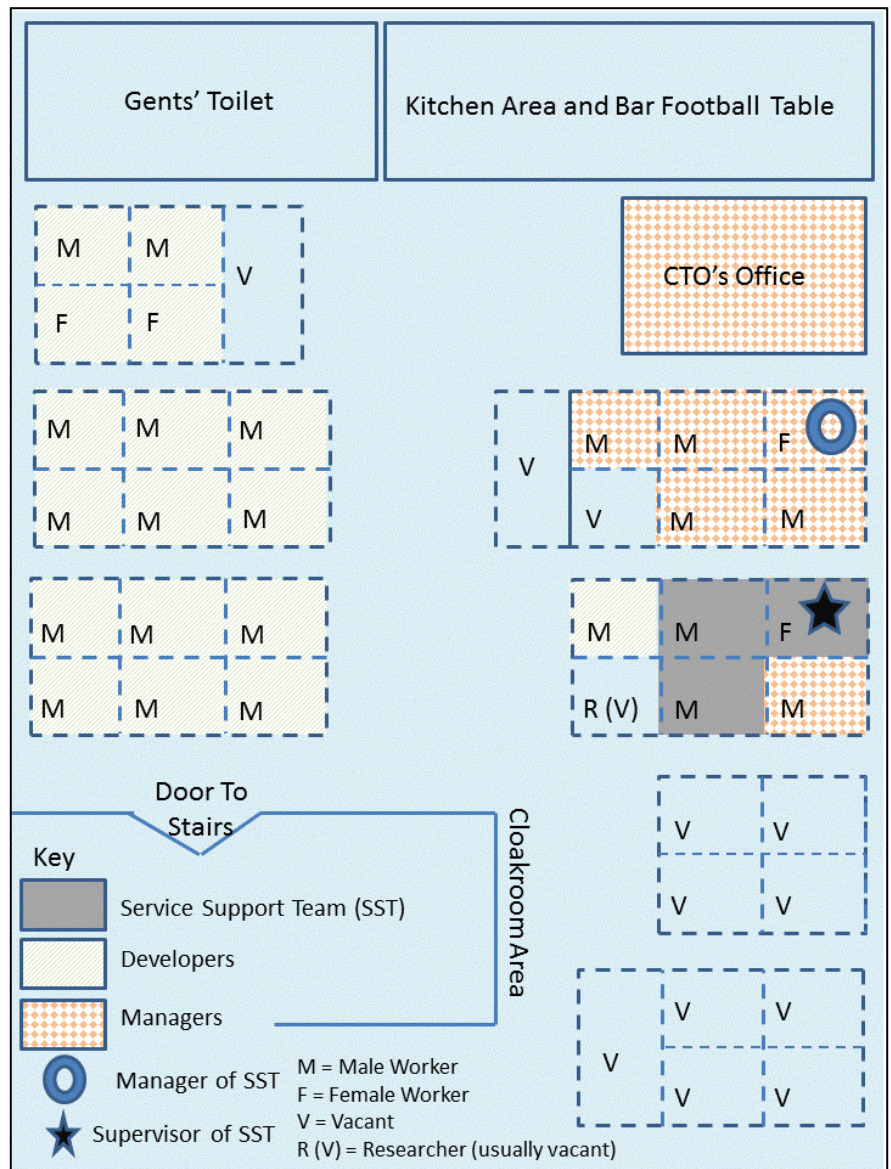 Gents’ Toilet
Kitchen Area and Bar Football Table
M M
V
F F
CTO’s Office
M M M
M M M
V
M M F
V M M
M M M
M M M
M M F
R (V) M M
Door To
Stairs
Cloakroom Area
V V
V V
Key
Service Support Team (SST)
Developers
Managers
V V
V
V V
Manager of SST
Supervisor of SST
M = Male Worker
F = Female Worker
V = Vacant
R (V) = Researcher (usually vacant)